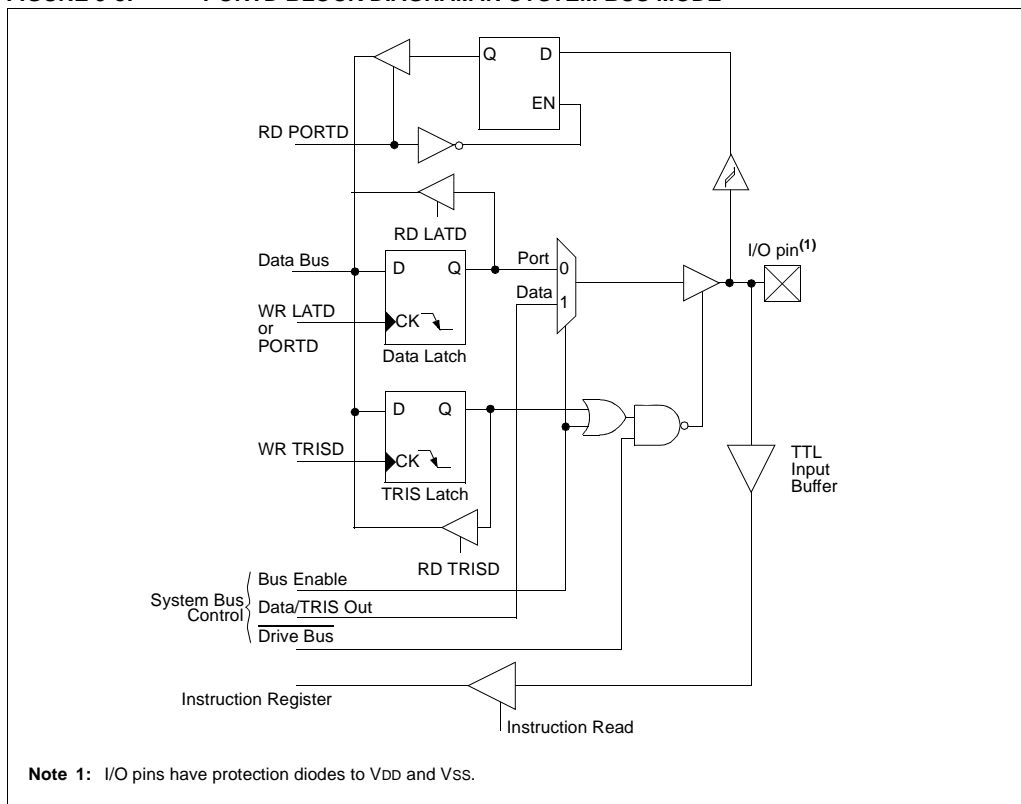 FIGURE PORTD BLOCK DIAGRAM IN SYSTEM BUS MODE
Q D
EN
RD PORTD
RD LATD
I/O pin(1)
Data Bus
D Q
Port 0
Data 1
WR LATD
or
PORTD
CK
Data Latch
D Q
WR TRISD
CK
TRIS Latch
TTL
Input
Buffer
RD TRISD
Bus Enable
System Bus
Control
Data/TRIS Out
Drive Bus
Instruction Register
Instruction Read
Note 1: I/O pins have protection diodes to VDD and VSS.